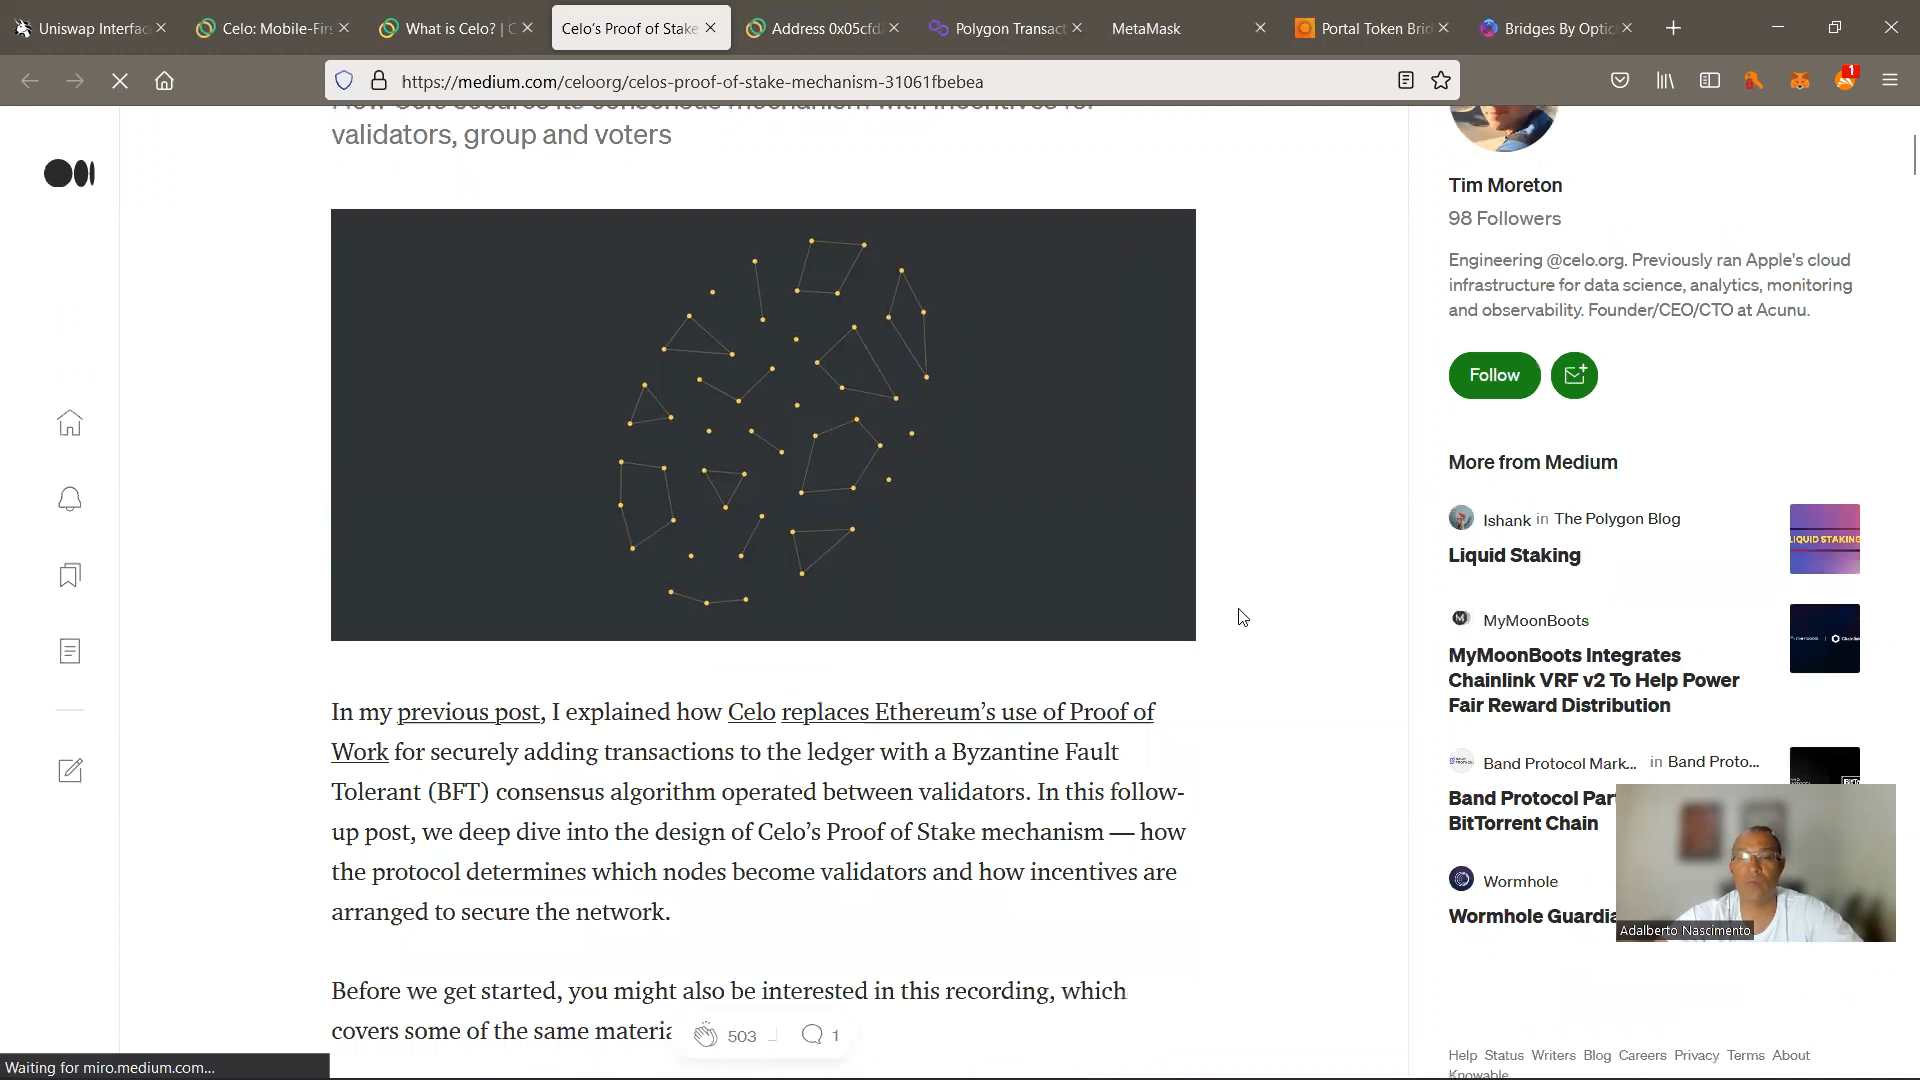 Uniswap Interfac
Celo: Mobile-Fir
What is Celo? | C
Celo's Proof of Stake
Address 0x05cfd
Polygon Transact
MetaMask
Portal Token Brid
Bridges By Optic
https://medium.com/celoorg/celos-proof-of-stake-mechanism-31061fbebea
1
How Celo secures its consensus mechanism with incentives for
validators, group and voters
Tim Moreton
98 Followers
Engineering @celo.org. Previously ran Apple's cloud
infrastructure for data science, analytics, monitoring
and observability. Founder/CEO/CTO at Acunu.
Follow
More from Medium
Ishank in The Polygon Blog
Liquid Staking
LIQUID STAKING
MyMoonBoots
MyMoonBoots Integrates
Chainlink VRF v2 To Help Power
Fair Reward Distribution
Band Protocol Mark... in Band Proto...
Band Protocol Par
BitTorrent Chain
Wormhole
Wormhole Guardia
Adalberto Nascimento
In my previous post, I explained how Celo replaces Ethereum's use of Proof of
Work for securely adding transactions to the ledger with a Byzantine Fault
Tolerant (BFT) consensus algorithm operated between validators. In this follow-
up post, we deep dive into the design of Celo's Proof of Stake mechanism — how
the protocol determines which nodes become validators and how incentives are
arranged to secure the network.
Before we get started, you might also be interested in this recording, which
covers some of the same materia
503
1
Help Status Writers Blog Careers Privacy Terms About
Knowable
Waiting for miro.medium.com...